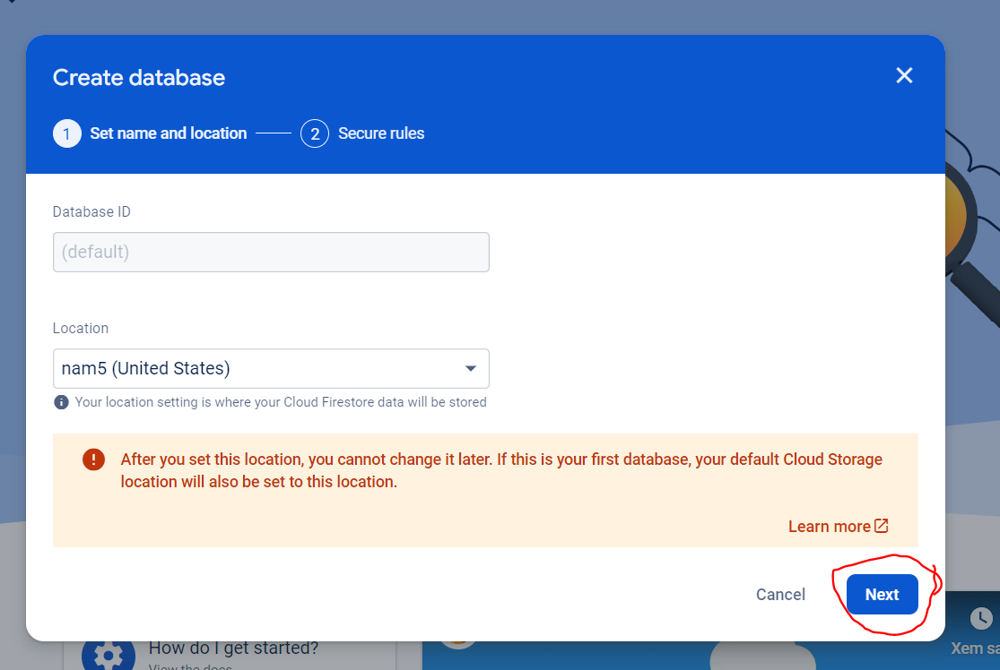 Create database
1 Set name and location
2 Secure rules
Database ID
(default)
Location
nam5 (United States)
Your location setting is where your Cloud Firestore data will be stored
After you set this location, you cannot change it later. If this is your first database, your default Cloud Storage
location will also be set to this location.
Learn more
Cancel
Next
How do I get started?
View the docs
Xem sa